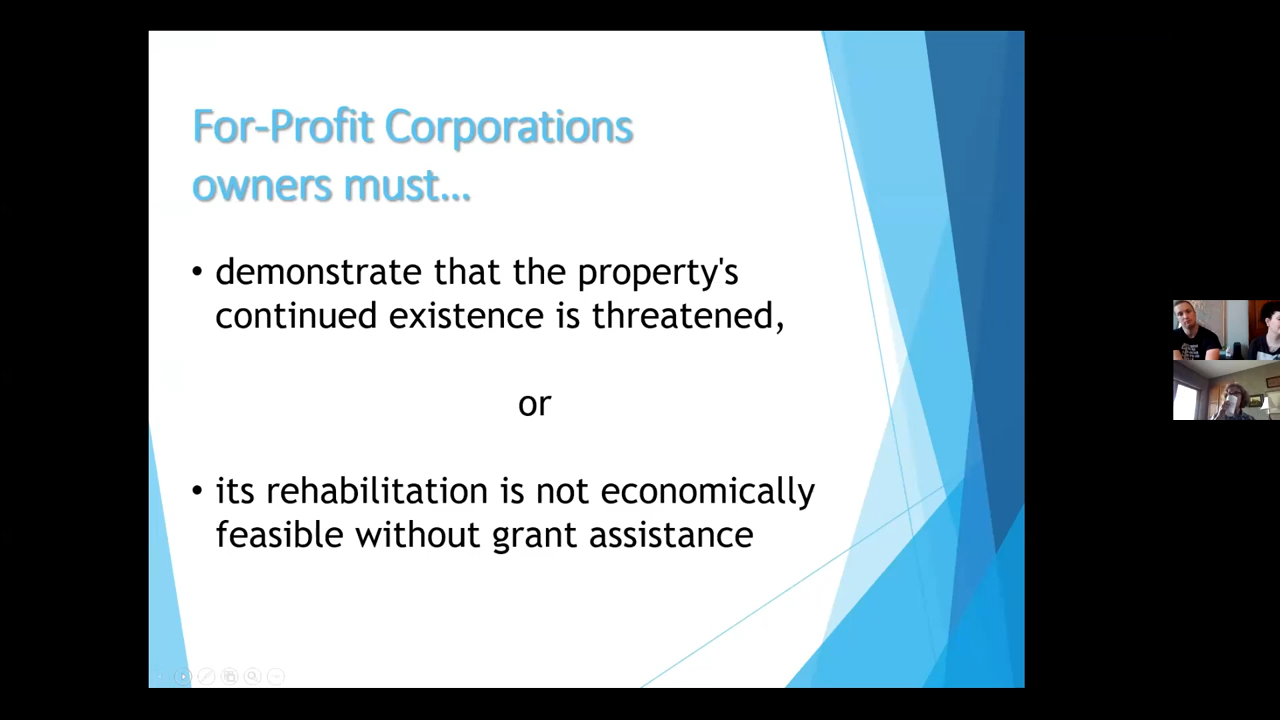 For-Profit Corporations
owners must...
• demonstrate that the property's
continued existence is threatened,
or
• its rehabilitation is not economically
feasible without grant assistance